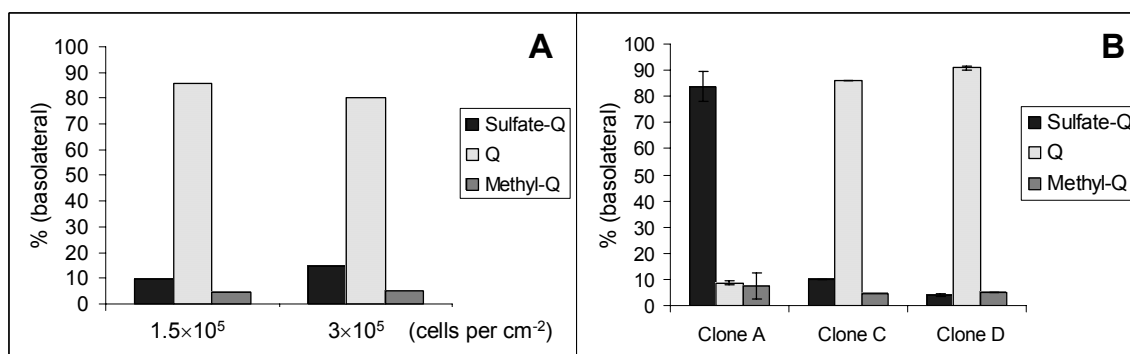 A
100
90
80
70
60
50
40
30
20
10
0
% (basolateral)
1.5×10⁵ 3×10⁵ (cells per cm⁻²)
Sulfate-Q
Q
Methyl-Q
B
100
90
80
70
60
50
40
30
20
10
0
% (basolateral)
Clone A Clone C Clone D
Sulfate-Q
Q
Methyl-Q